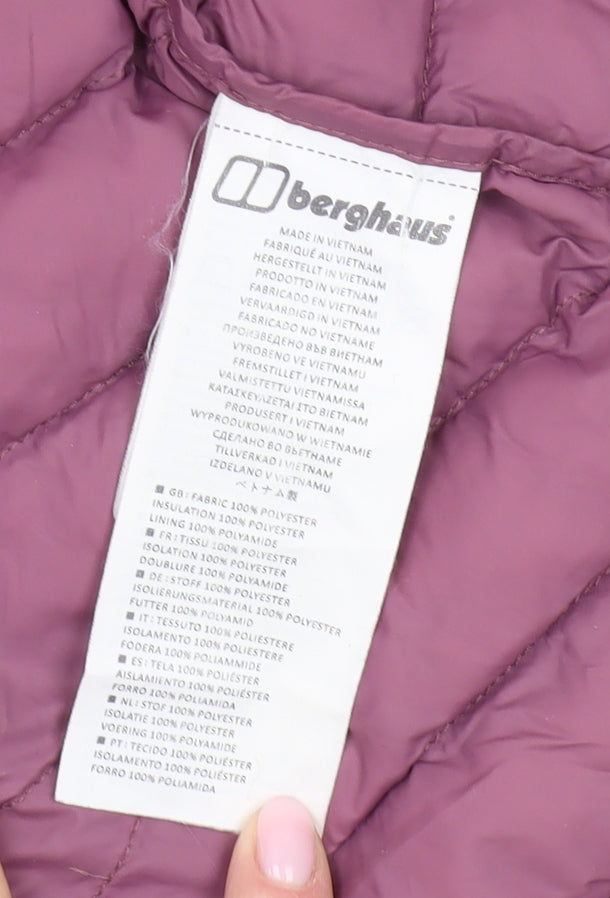 berghaus
MADE IN VIETNAM
FABRIQUÉ AU VIETNAM
HERGESTELLT IN VIETNAM
PRODOTTO IN VIETNAM
FABRICADO EN VIETNAM
VERVAARDIGD IN VIETNAM
FABRICADO NO VIETNAME
ПРОИЗВЕДЕНО ВЪВ ВИЕТНАМ
VYROBENO VE VIETNAMU
FREMSTILLET I VIETNAM
VALMISTETTU VIETNAMISSA
ΚΑΤΑΣΚΕΥΑΖΕΤΑΙ ΣΤΟ ΒΙΕΤΝΑΜ
PRODUSERT I VIETNAM
WYPRODUKOWANO W WIETNAMIE
СДЕЛАНО ВО ВЬЕТНАМЕ
TILLVERKAD I VIETNAM
IZDELANO V VIETNAMU
ベトナム製
GB: FABRIC 100% POLYESTER
INSULATION 100% POLYESTER
LINING 100% POLYAMIDE
FR: TISSU 100% POLYESTER
ISOLATION 100% POLYESTER
DOUBLURE 100% POLYAMIDE
DE: STOFF 100% POLYESTER
ISOLIERUNGSMATERIAL 100% POLYESTER
FUTTER 100% POLYAMID
IT: TESSUTO 100% POLIESTERE
ISOLAMENTO 100% POLIESTERE
FODERA 100% POLIAMMIDE
ES: TELA 100% POLIÉSTER
AISLAMIENTO 100% POLIÉSTER
FORRO 100% POLIAMIDA
NL: STOF 100% POLYESTER
ISOLATIE 100% POLYESTER
VOERING 100% POLYAMIDE
PT: TECIDO 100% POLIÉSTER
ISOLAMENTO 100% POLIÉSTER
FORRO 100% POLIAMIDA